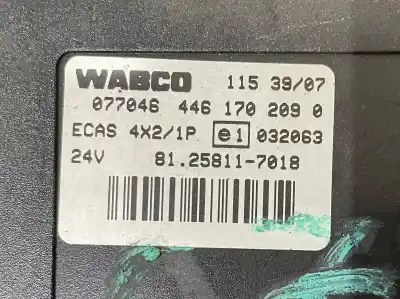 WABCO 115 39/07
077046 446 170 209 0
ECAS 4X2/1P e1 032063
24V 81.25811-7018